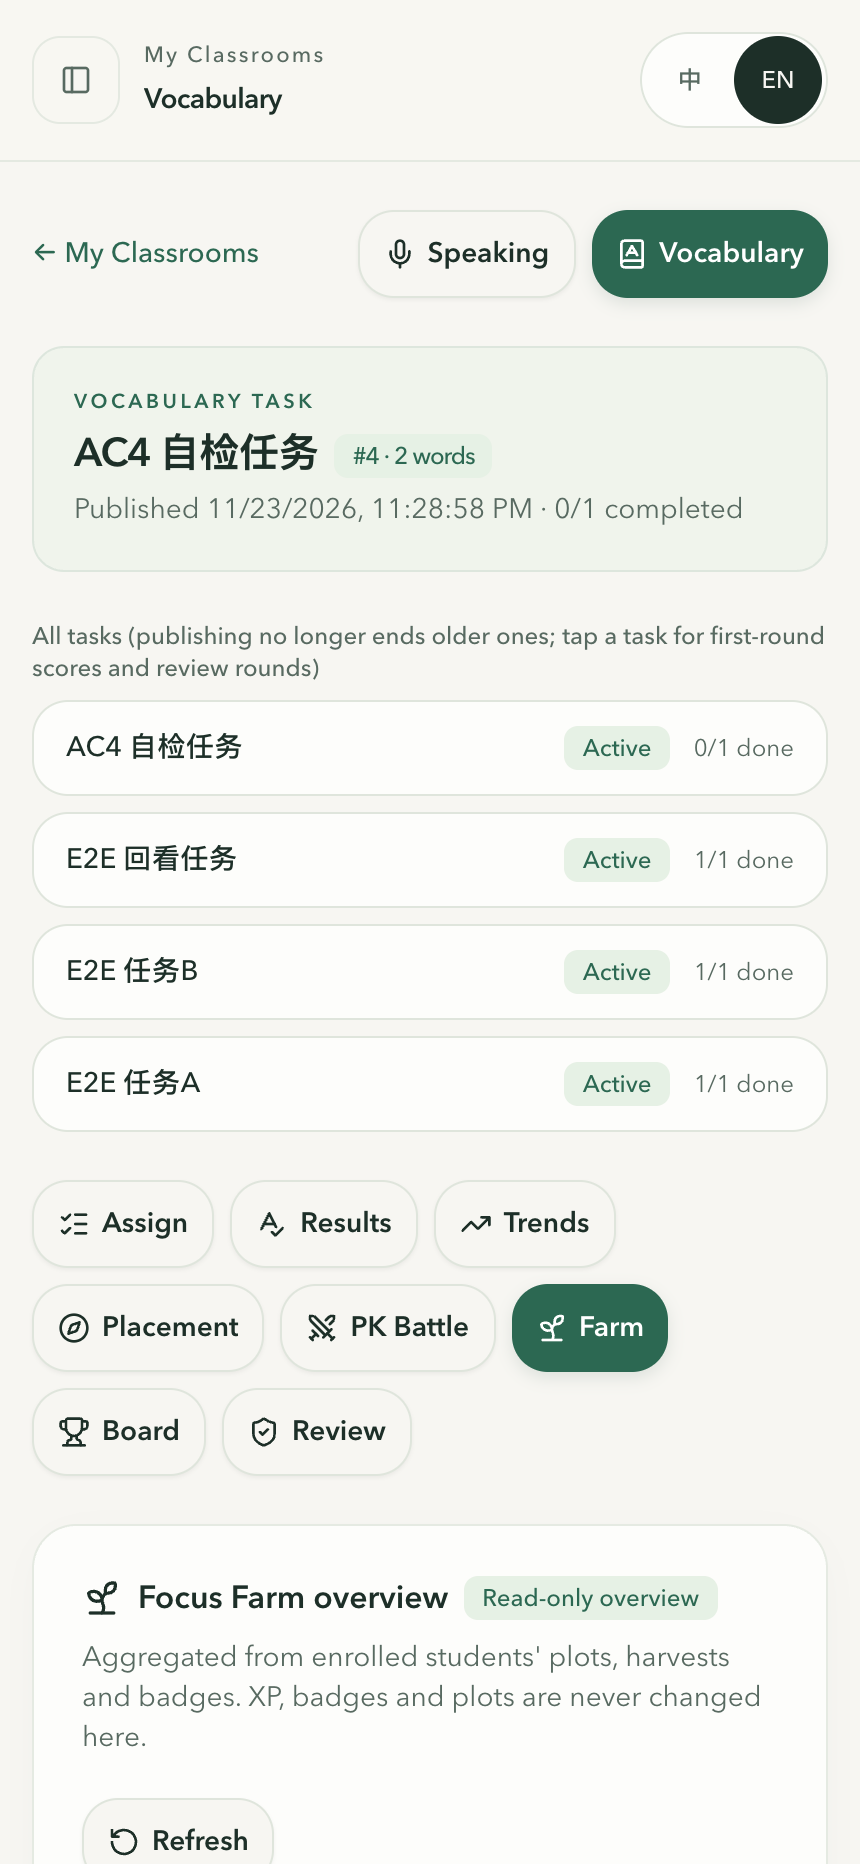 My Classrooms
Vocabulary
中
EN
← My Classrooms
Speaking
Vocabulary
VOCABULARY TASK
AC4 自检任务
#4 · 2 words
Published 11/23/2026, 11:28:58 PM · 0/1 completed
All tasks (publishing no longer ends older ones; tap a task for first-round
scores and review rounds)
AC4 自检任务
Active
0/1 done
E2E 回看任务
Active
1/1 done
E2E 任务B
Active
1/1 done
E2E 任务A
Active
1/1 done
Assign
Results
Trends
Placement
PK Battle
Farm
Board
Review
Focus Farm overview
Read-only overview
Aggregated from enrolled students' plots, harvests
and badges. XP, badges and plots are never changed
here.
Refresh